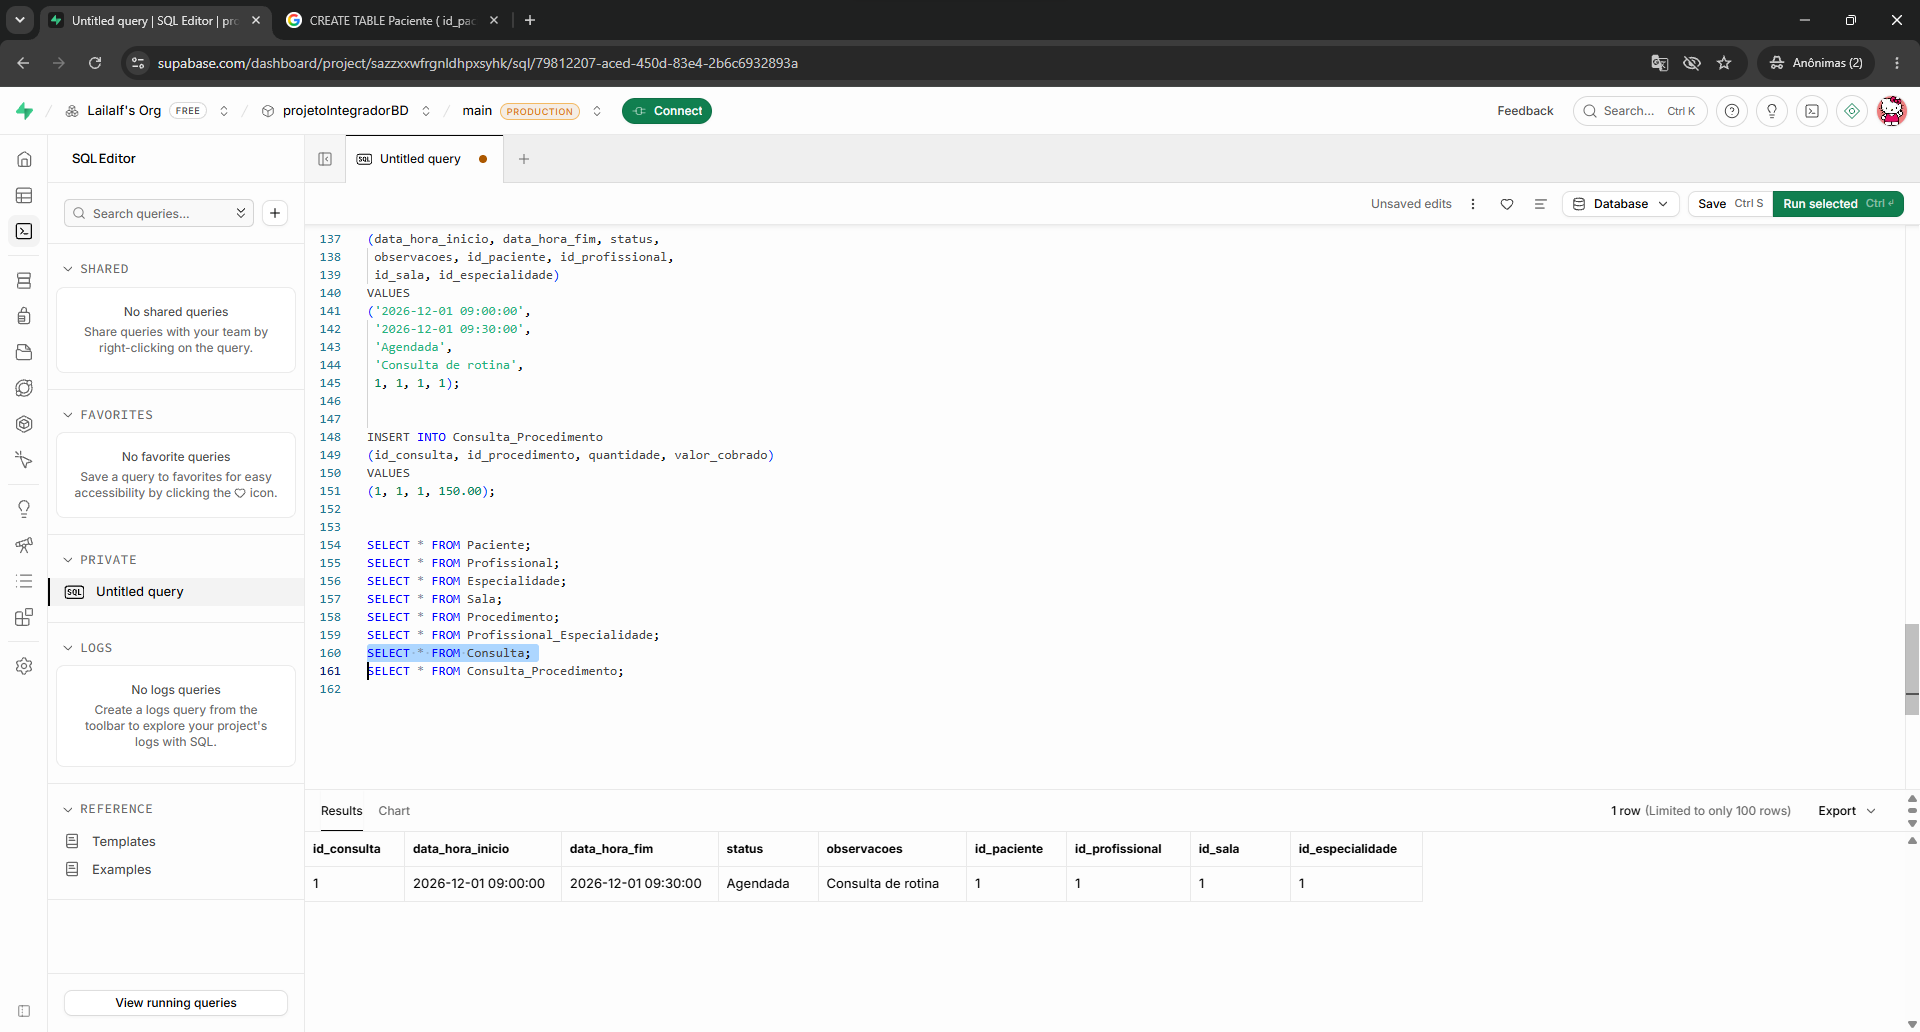 Untitled query | SQL Editor | pro
CREATE TABLE Paciente ( id_pac
supabase.com/dashboard/project/sazzxxwfrgnldhpxsyhk/sql/79812207-aced-450d-83e4-2b6c6932893a
Anônimas (2)
Lailalf's Org FREE / projetoIntegradorBD / main PRODUCTION Connect
Feedback Search... Ctrl K
SQL Editor
SQL Untitled query
Search queries...
Unsaved edits Database Save Ctrl S Run selected Ctrl ↵
SHARED
No shared queries
Share queries with your team by
right-clicking on the query.
FAVORITES
No favorite queries
Save a query to favorites for easy
accessibility by clicking the ♡ icon.
PRIVATE
SQL Untitled query
LOGS
No logs queries
Create a logs query from the
toolbar to explore your project's
logs with SQL.
REFERENCE
Templates
Examples
View running queries
137 (data_hora_inicio, data_hora_fim, status,
138 observacoes, id_paciente, id_profissional,
139 id_sala, id_especialidade)
140 VALUES
141 ('2026-12-01 09:00:00',
142 '2026-12-01 09:30:00',
143 'Agendada',
144 'Consulta de rotina',
145 1, 1, 1, 1);
146
147
148 INSERT INTO Consulta_Procedimento
149 (id_consulta, id_procedimento, quantidade, valor_cobrado)
150 VALUES
151 (1, 1, 1, 150.00);
152
153
154 SELECT * FROM Paciente;
155 SELECT * FROM Profissional;
156 SELECT * FROM Especialidade;
157 SELECT * FROM Sala;
158 SELECT * FROM Procedimento;
159 SELECT * FROM Profissional_Especialidade;
160 SELECT * FROM Consulta;
161 SELECT * FROM Consulta_Procedimento;
162
Results Chart
1 row (Limited to only 100 rows) Export
id_consulta data_hora_inicio data_hora_fim status observacoes id_paciente id_profissional id_sala id_especialidade
1 2026-12-01 09:00:00 2026-12-01 09:30:00 Agendada Consulta de rotina 1 1 1 1